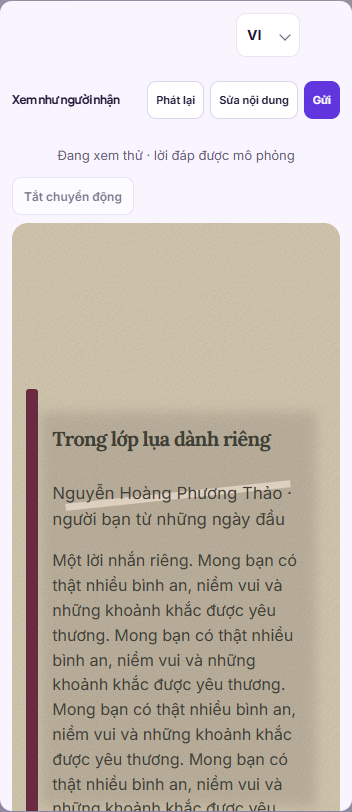 VI
Xem như người nhận
Phát lại
Sửa nội dung
Gửi
Đang xem thử · lời đáp được mô phỏng
Tắt chuyển động
Trong lớp lụa dành riêng
Nguyễn Hoàng Phương Thảo ·
người bạn từ những ngày đầu
Một lời nhắn riêng. Mong bạn có
thật nhiều bình an, niềm vui và
những khoảnh khắc được yêu
thương. Mong bạn có thật nhiều
bình an, niềm vui và những
khoảnh khắc được yêu thương.
Mong bạn có thật nhiều bình an,
niềm vui và những khoảnh khắc
được yêu thương. Mong bạn có
thật nhiều bình an, niềm vui và
những khoảnh khắc được yêu